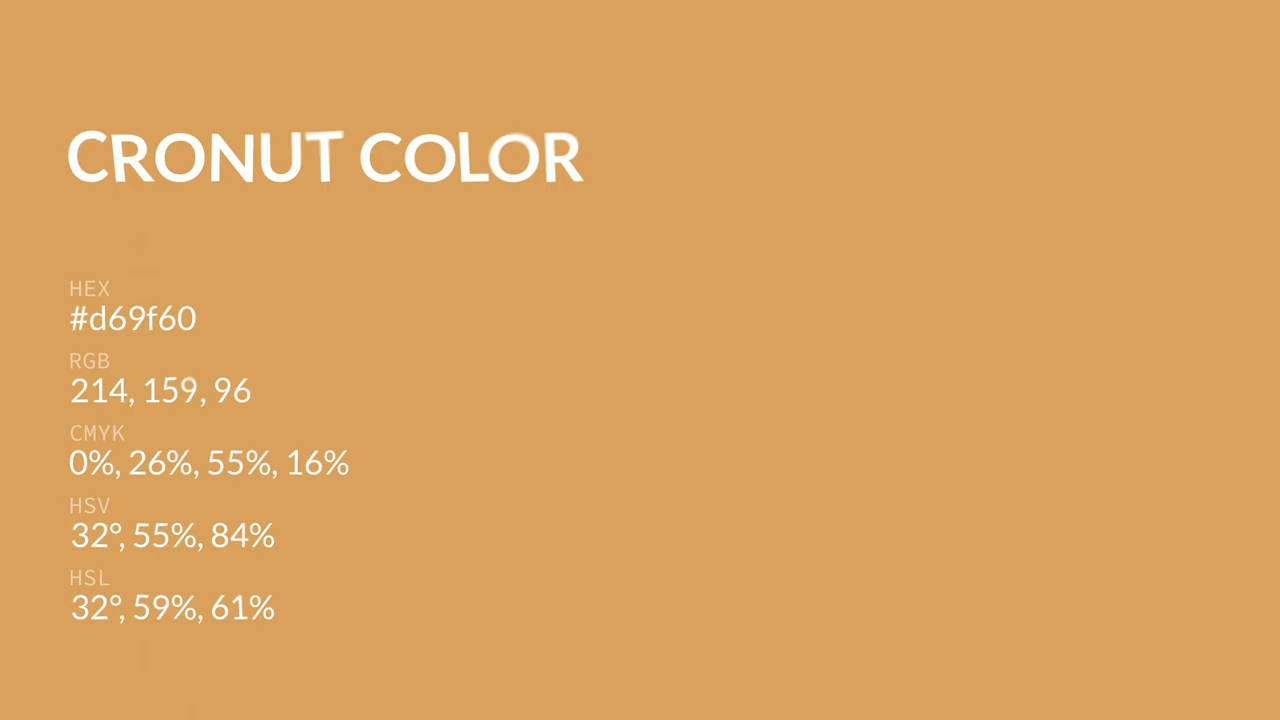 CRONUT COLOR
HEX
#d69f60
RGB
214, 159, 96
CMYK
0%, 26%, 55%, 16%
HSV
32°, 55%, 84%
HSL
32°, 59%, 61%